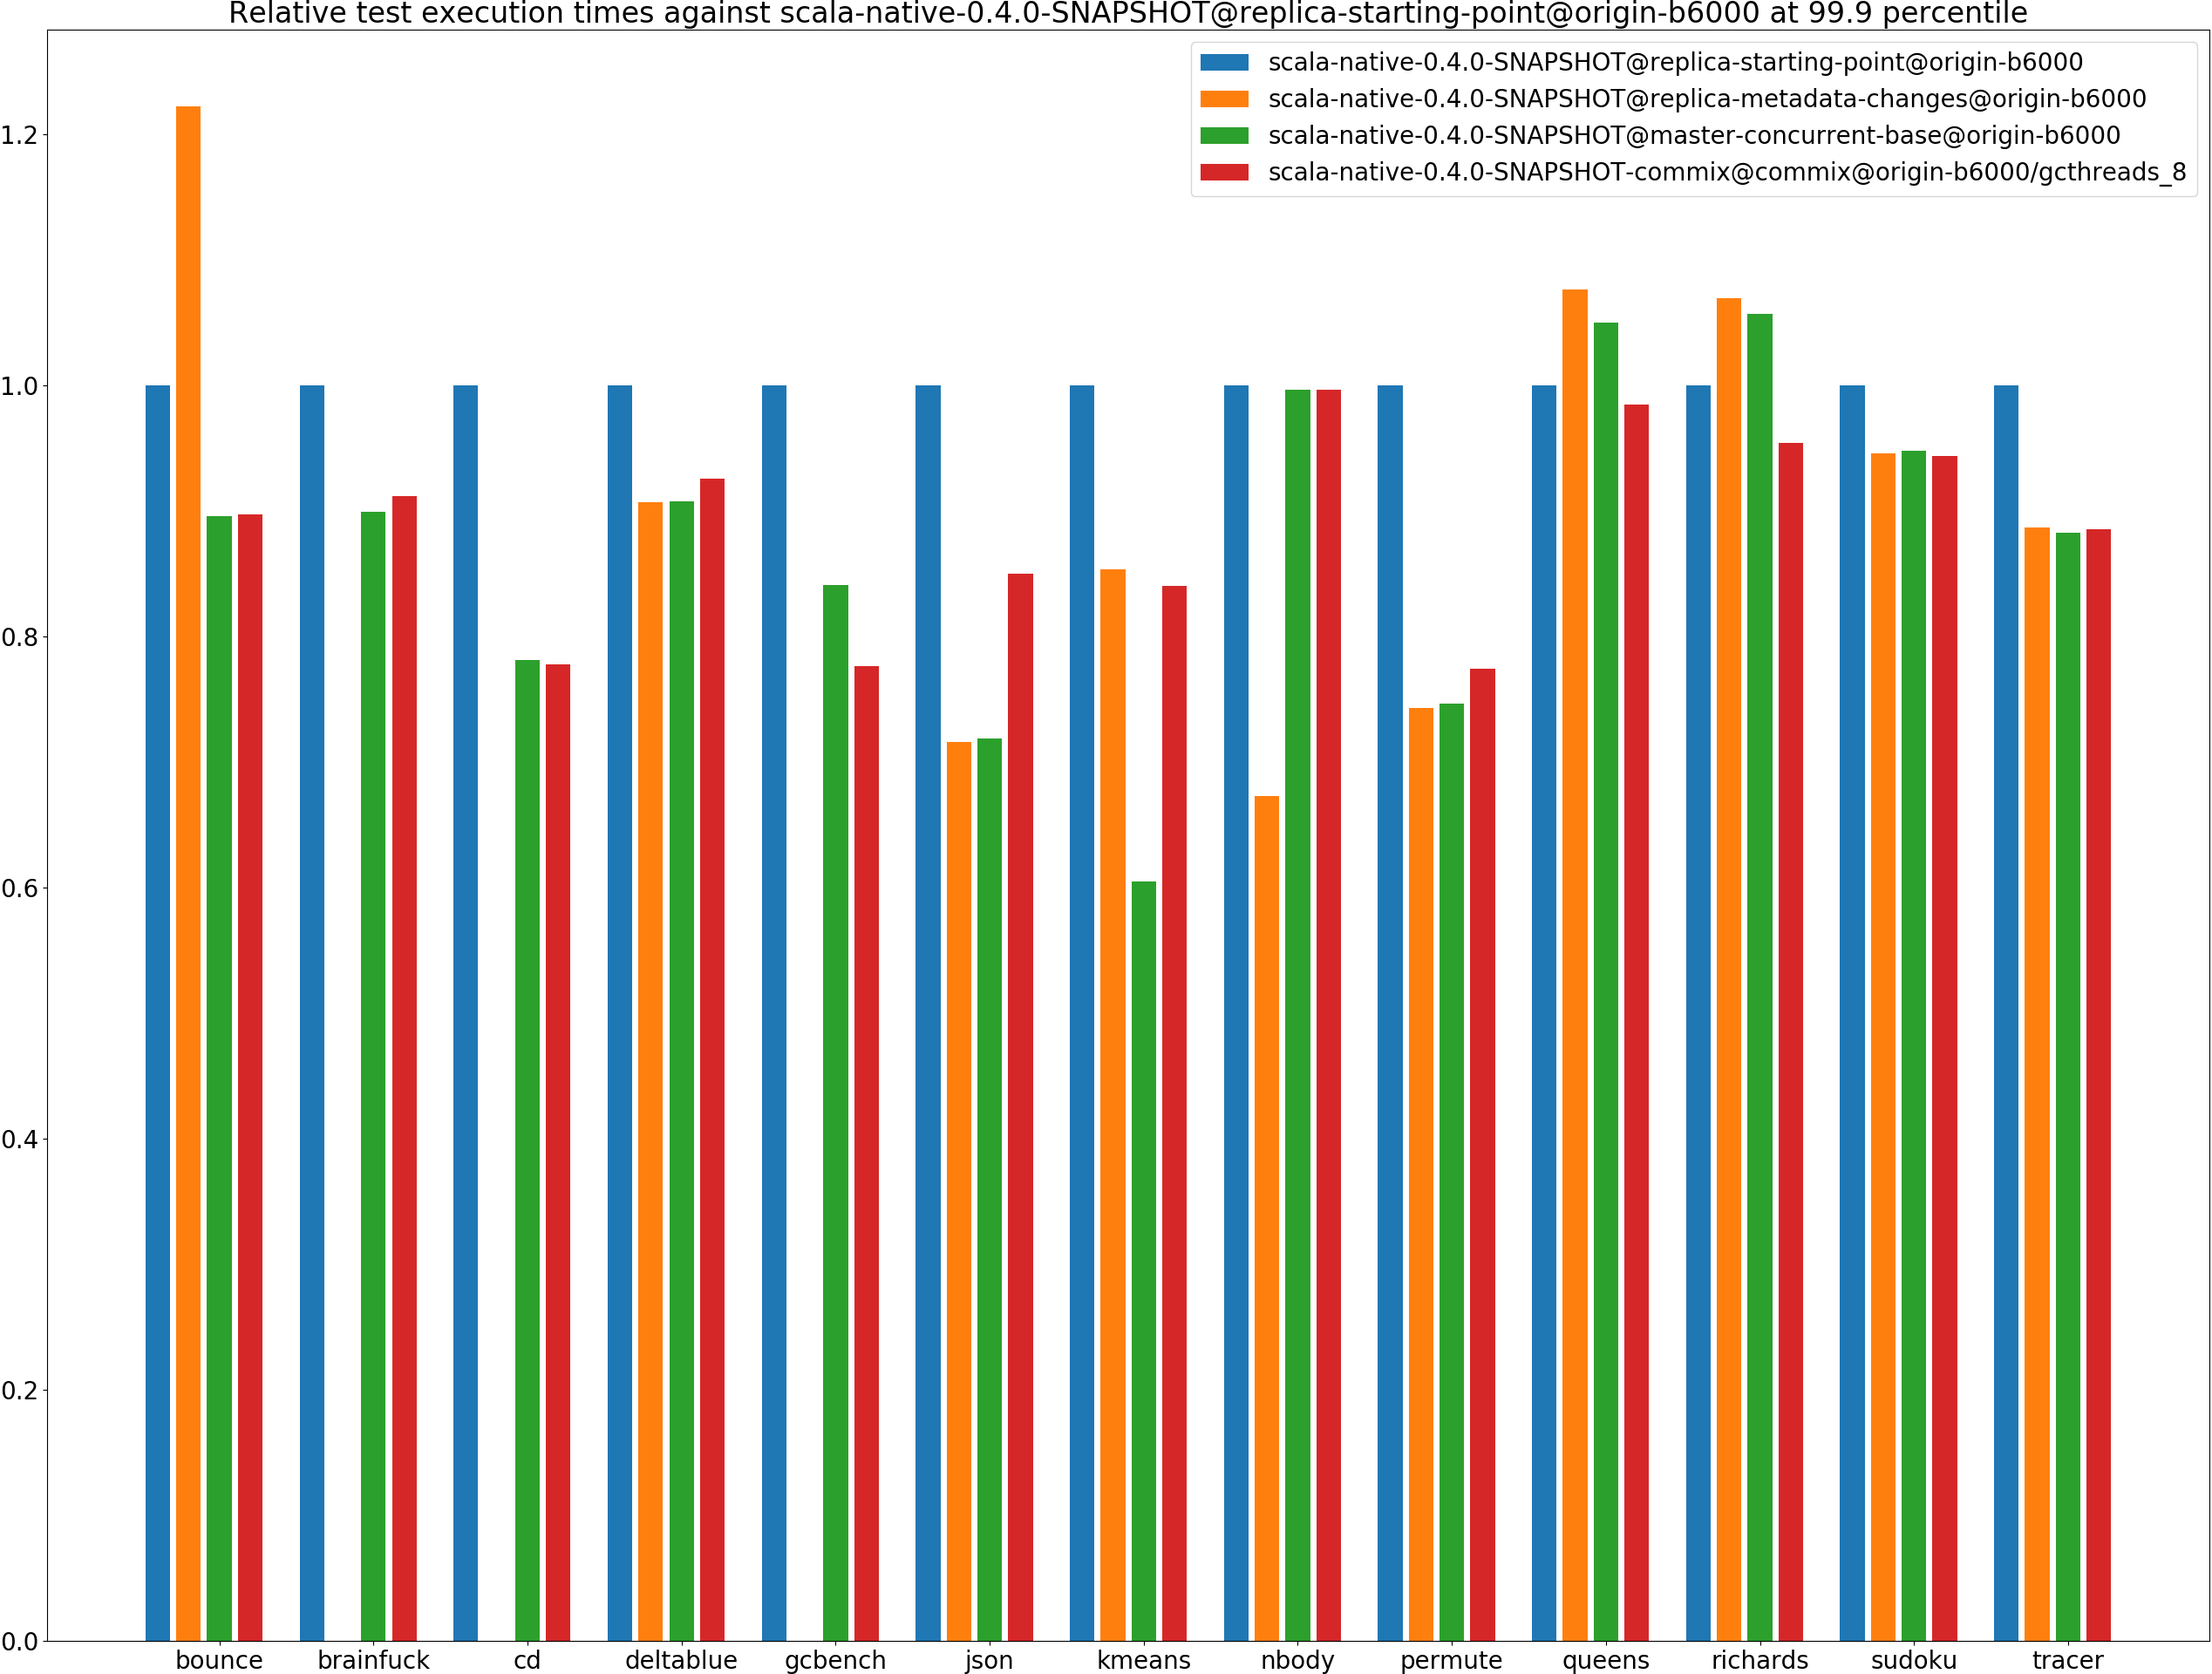 Relative test execution times against scala-native-0.4.0-SNAPSHOT@replica-starting-point@origin-b6000 at 99.9 percentile
scala-native-0.4.0-SNAPSHOT@replica-starting-point@origin-b6000
scala-native-0.4.0-SNAPSHOT@replica-metadata-changes@origin-b6000
scala-native-0.4.0-SNAPSHOT@master-concurrent-base@origin-b6000
scala-native-0.4.0-SNAPSHOT-commix@commix@origin-b6000/gcthreads_8
1.2
1.0
0.8
0.6
0.4
0.2
0.0
bounce brainfuck cd deltablue gcbench json kmeans nbody permute queens richards sudoku tracer